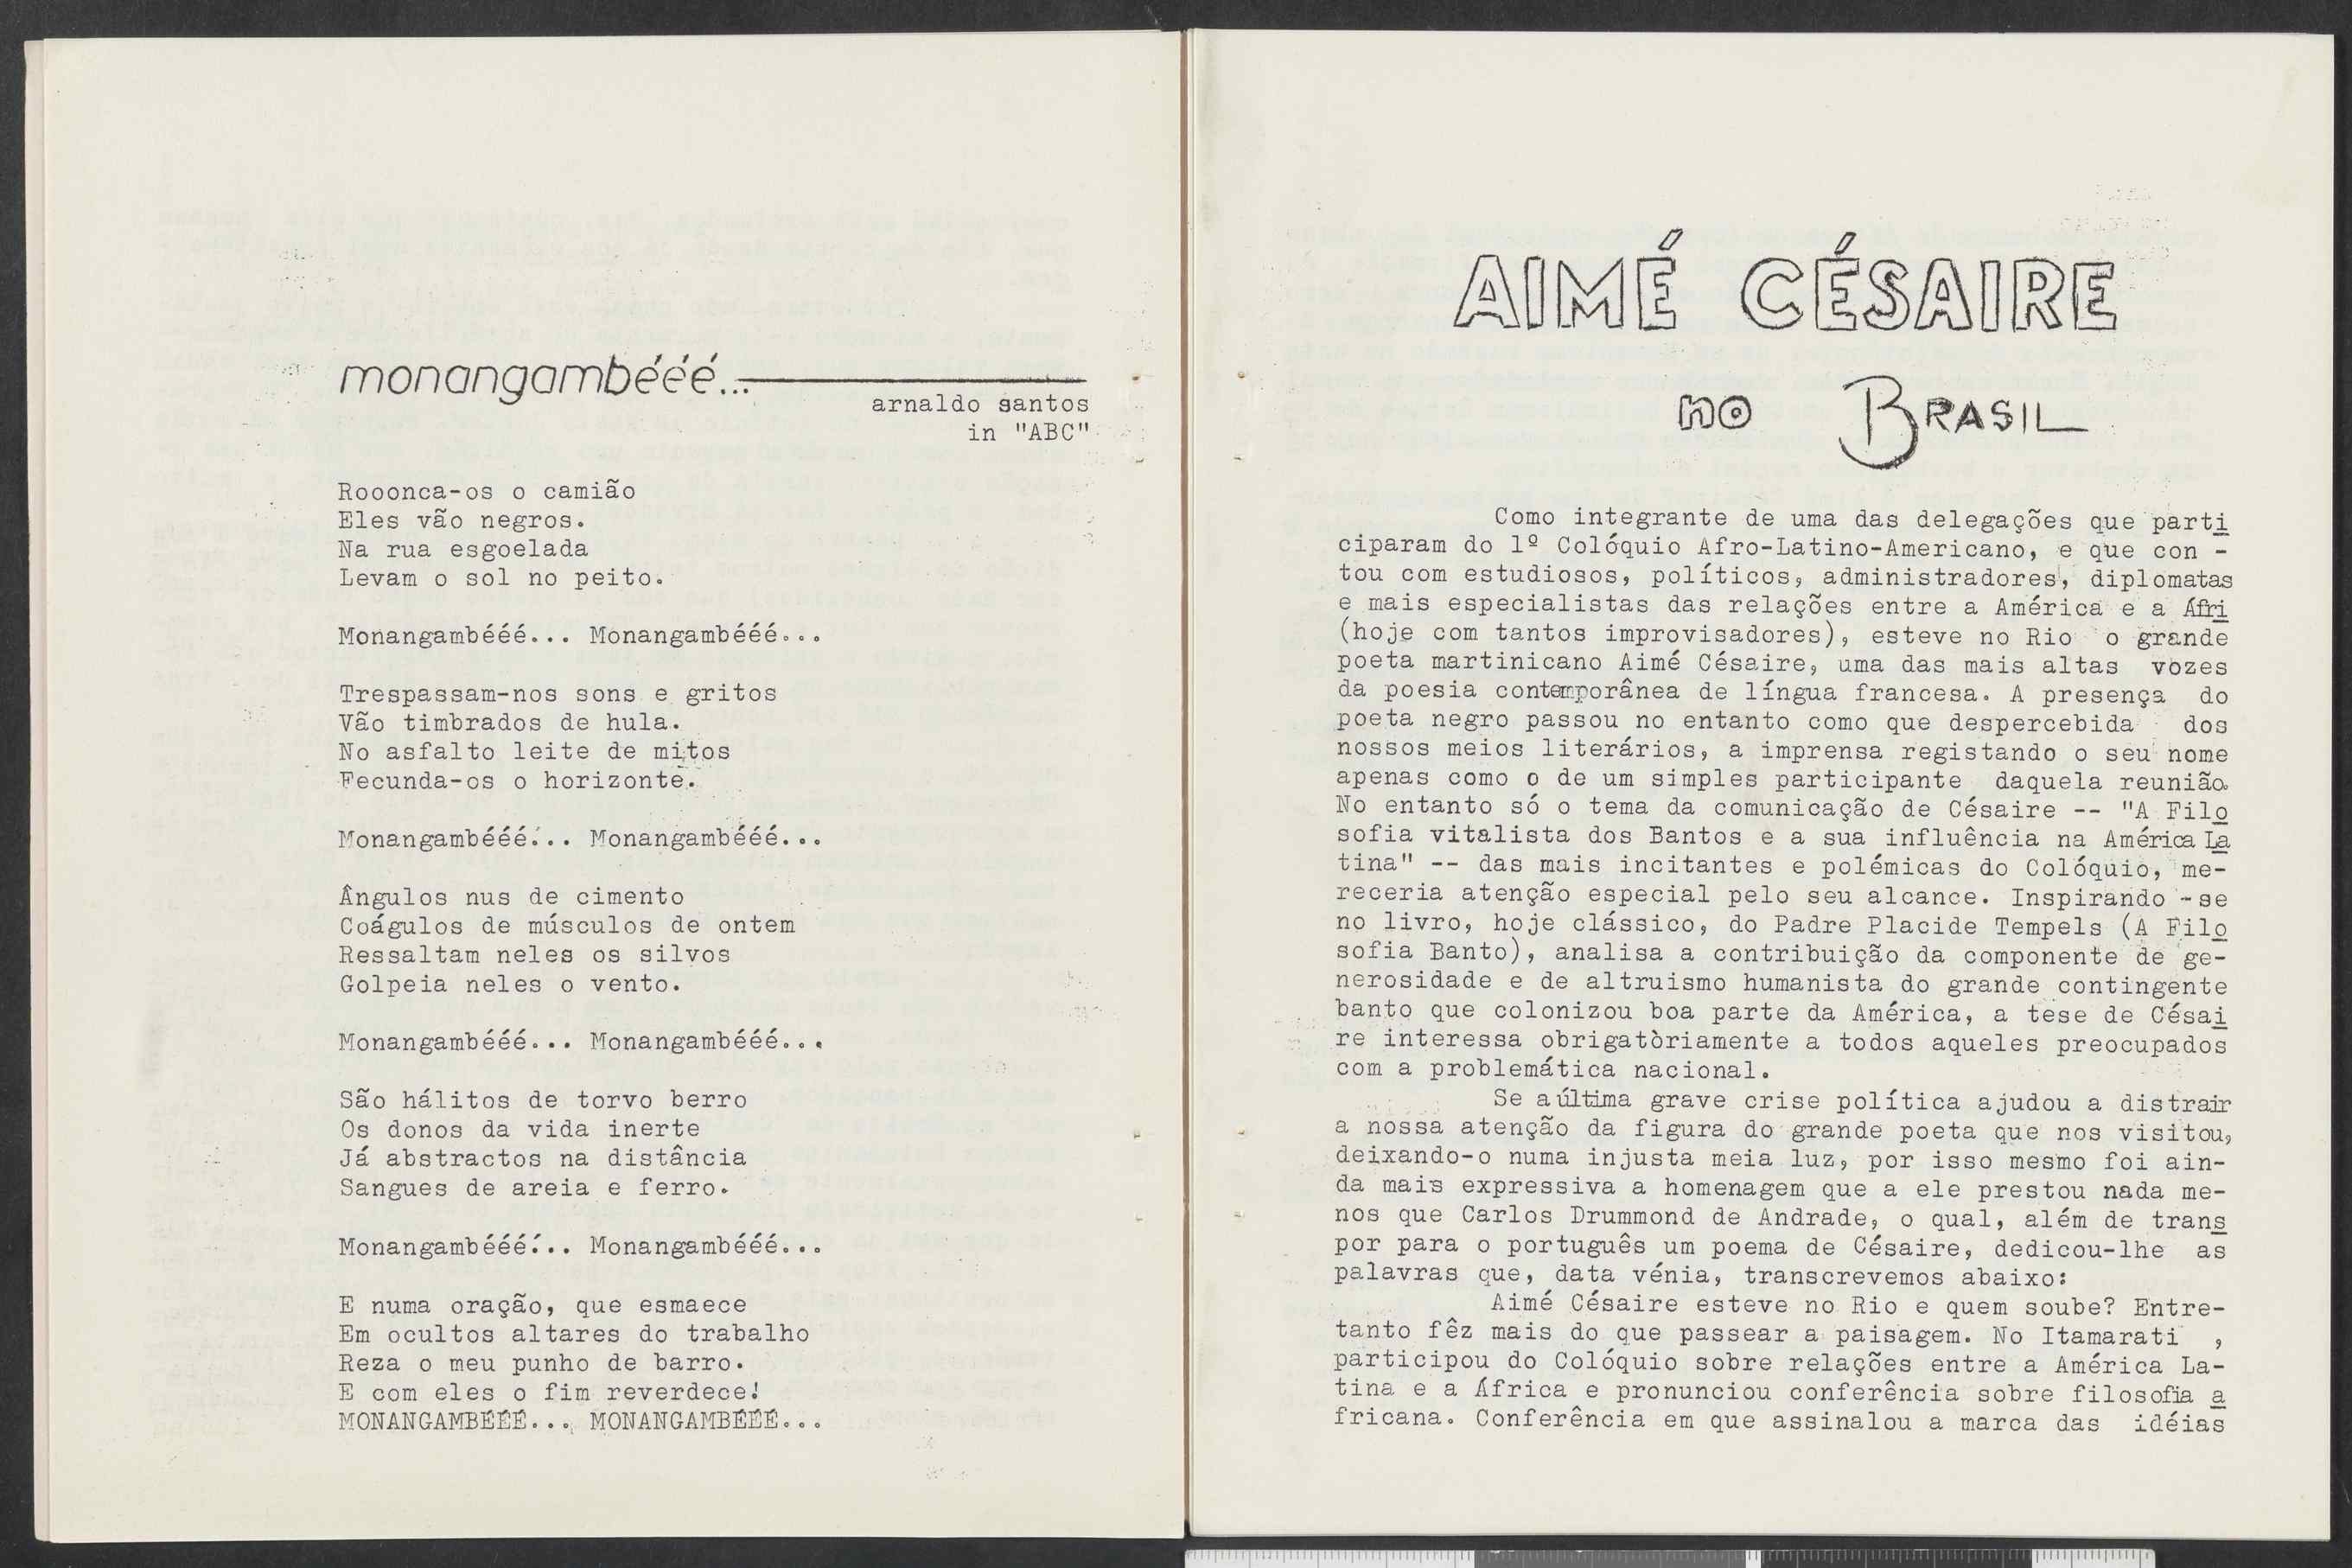 monangambééé...
arnaldo santos
in "ABC"
Rooonca-os o camião
Eles vão negros.
Na rua esgoelada
Levam o sol no peito.
Monangambééé... Monangambééé...
Trespassam-nos sons e gritos
Vão timbrados de hula.
No asfalto leite de mitos
Fecunda-os o horizonte.
Monangambééé... Monangambééé...
Ângulos nus de cimento
Coágulos de músculos de ontem
Ressaltam neles os silvos
Golpeia neles o vento.
Monangambééé... Monangambééé...
São hálitos de torvo berro
Os donos da vida inerte
Já abstractos na distância
Sangues de areia e ferro.
Monangambééé... Monangambééé...
E numa oração, que esmaece
Em ocultos altares do trabalho
Reza o meu punho de barro.
E com eles o fim reverdece!
MONANGAMBÉÉÉ... MONANGAMBÉÉÉ...
AIMÉ CÉSAIRE
no BRASIL
Como integrante de uma das delegações que parti
ciparam do 1º Colóquio Afro-Latino-Americano, e que con -
tou com estudiosos, políticos, administradores, diplomatas
e mais especialistas das relações entre a América e a Áfri
(hoje com tantos improvisadores), esteve no Rio o grande
poeta martinicano Aimé Césaire, uma das mais altas vozes
da poesia contemporânea de língua francesa. A presença do
poeta negro passou no entanto como que despercebida dos
nossos meios literários, a imprensa registando o seu nome
apenas como o de um simples participante daquela reunião.
No entanto só o tema da comunicação de Césaire -- "A Filo
sofia vitalista dos Bantos e a sua influência na América La
tina" -- das mais incitantes e polémicas do Colóquio, me-
receria atenção especial pelo seu alcance. Inspirando -se
no livro, hoje clássico, do Padre Placide Tempels (A Filo
sofia Banto), analisa a contribuição da componente de ge-
nerosidade e de altruismo humanista do grande contingente
banto que colonizou boa parte da América, a tese de Césai
re interessa obrigatòriamente a todos aqueles preocupados
com a problemática nacional.
Se a última grave crise política ajudou a distrair
a nossa atenção da figura do grande poeta que nos visitou,
deixando-o numa injusta meia luz, por isso mesmo foi ain-
da mais expressiva a homenagem que a ele prestou nada me-
nos que Carlos Drummond de Andrade, o qual, além de trans
por para o português um poema de Césaire, dedicou-lhe as
palavras que, data vénia, transcrevemos abaixo:
Aimé Césaire esteve no Rio e quem soube? Entre-
tanto fêz mais do que passear a paisagem. No Itamarati ,
participou do Colóquio sobre relações entre a América La-
tina e a África e pronunciou conferência sobre filosofia a
fricana. Conferência em que assinalou a marca das idéias